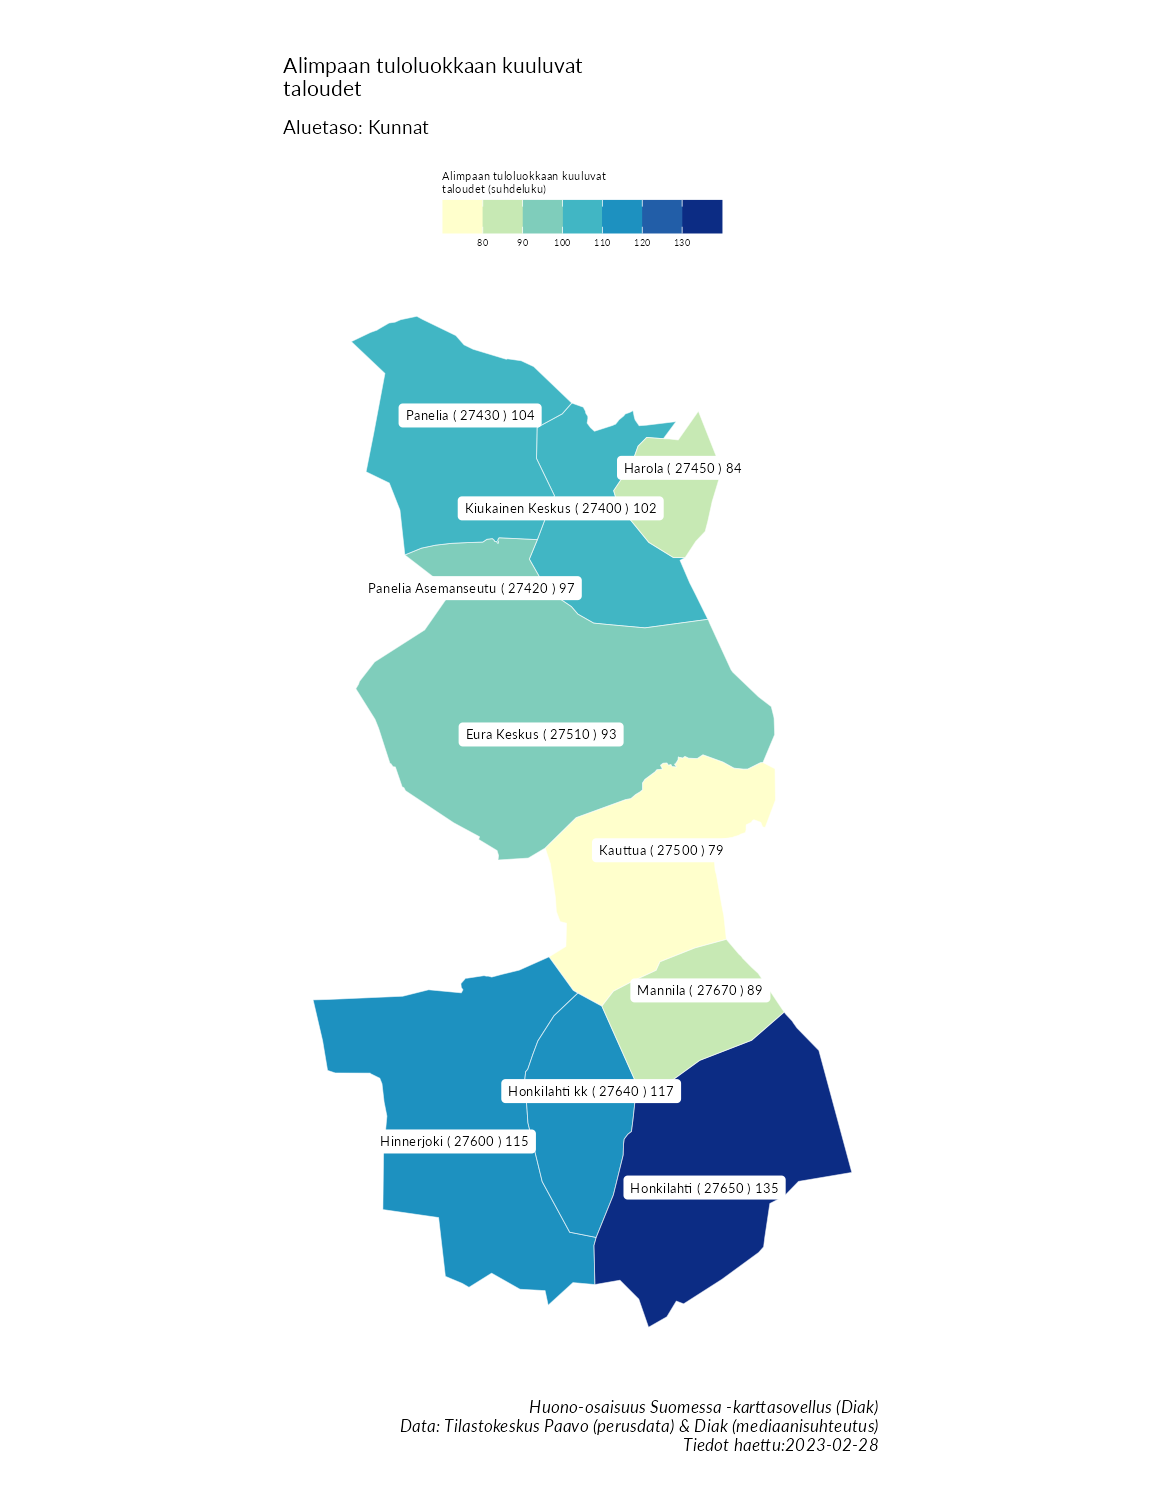 Alimpaan tuloluokkaan kuuluvat
taloudet
Aluetaso: Kunnat
Alimpaan tuloluokkaan kuuluvat
taloudet (suhdeluku)
80 90 100 110 120 130
Panelia ( 27430 ) 104
Harola ( 27450 ) 84
Kiukainen Keskus ( 27400 ) 102
Panelia Asemanseutu ( 27420 ) 97
Eura Keskus ( 27510 ) 93
Kauttua ( 27500 ) 79
Mannila ( 27670 ) 89
Honkilahti kk ( 27640 ) 117
Hinnerjoki ( 27600 ) 115
Honkilahti ( 27650 ) 135
Huono-osaisuus Suomessa -karttasovellus (Diak)
Data: Tilastokeskus Paavo (perusdata) & Diak (mediaanisuhteutus)
Tiedot haettu:2023-02-28